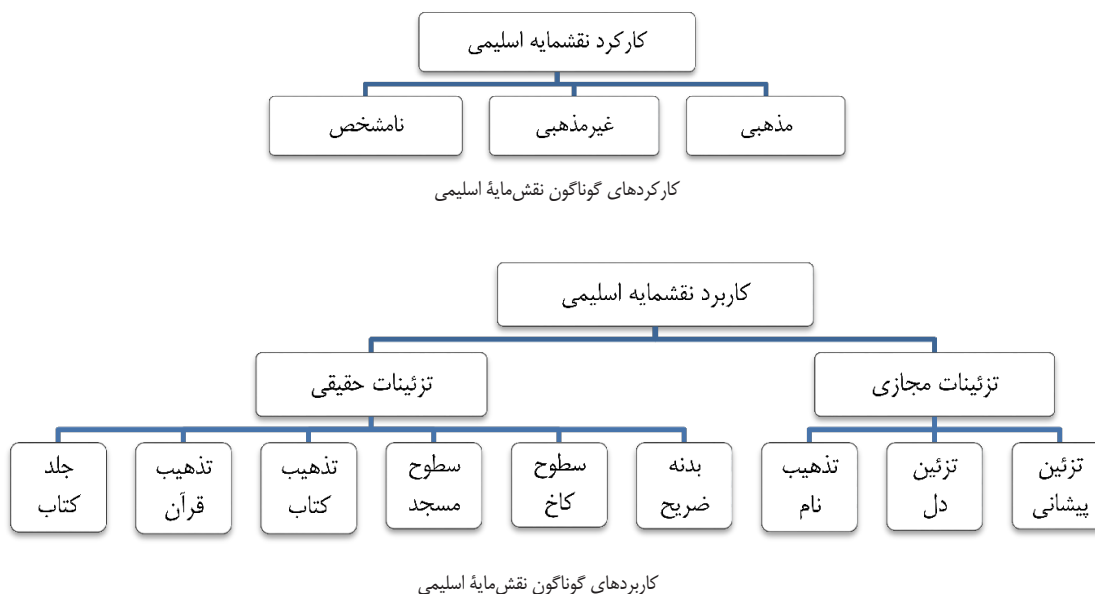 کارکرد نقشمایه اسلیمی
مذهبی
غیرمذهبی
نامشخص
کارکردهای گوناگون نقش‌مایۀ اسلیمی
کاربرد نقشمایه اسلیمی
تزئینات مجازی
تزئینات حقیقی
تزئین
پیشانی
تزئین
دل
تذهیب
نام
بدنه
ضریح
سطوح
کاخ
سطوح
مسجد
تذهیب
کتاب
تذهیب
قرآن
جلد
کتاب
کاربردهای گوناگون نقش‌مایۀ اسلیمی